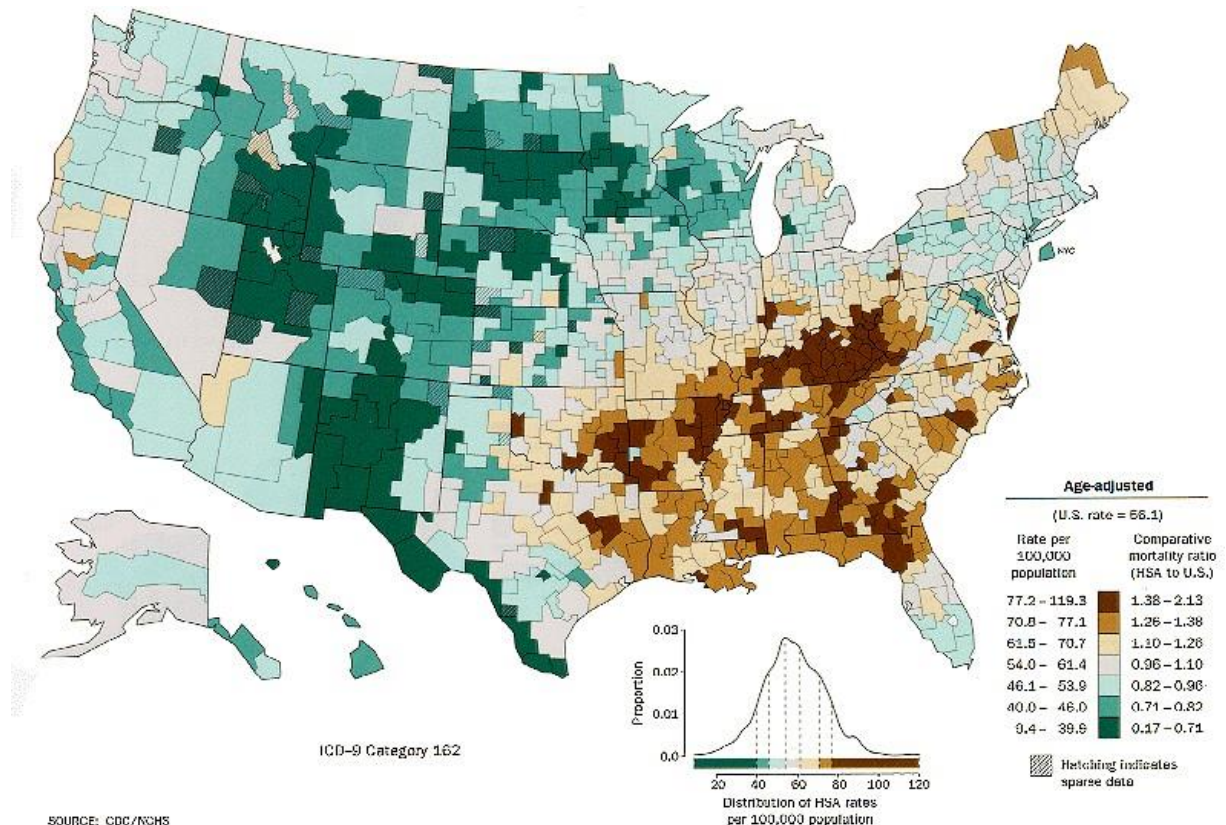 NYC
Age-adjusted
(U.S. rate = 56.1)
Rate per
100,000
population
Comparative
mortality ratio
(HSA to U.S.)
77.2 – 119.3 1.38 – 2.13
70.8 – 77.1 1.26 – 1.38
61.5 – 70.7 1.10 – 1.26
54.0 – 61.4 0.96 – 1.10
46.1 – 53.9 0.82 – 0.96
40.0 – 46.0 0.71 – 0.82
9.4 – 39.9 0.17 – 0.71
Hatching indicates
sparse data
0.03
0.02
0.01
0.0
Proportion
20 40 60 80 100 120
Distribution of HSA rates
per 100,000 population
ICD–9 Category 162
SOURCE: CDC/NCHS